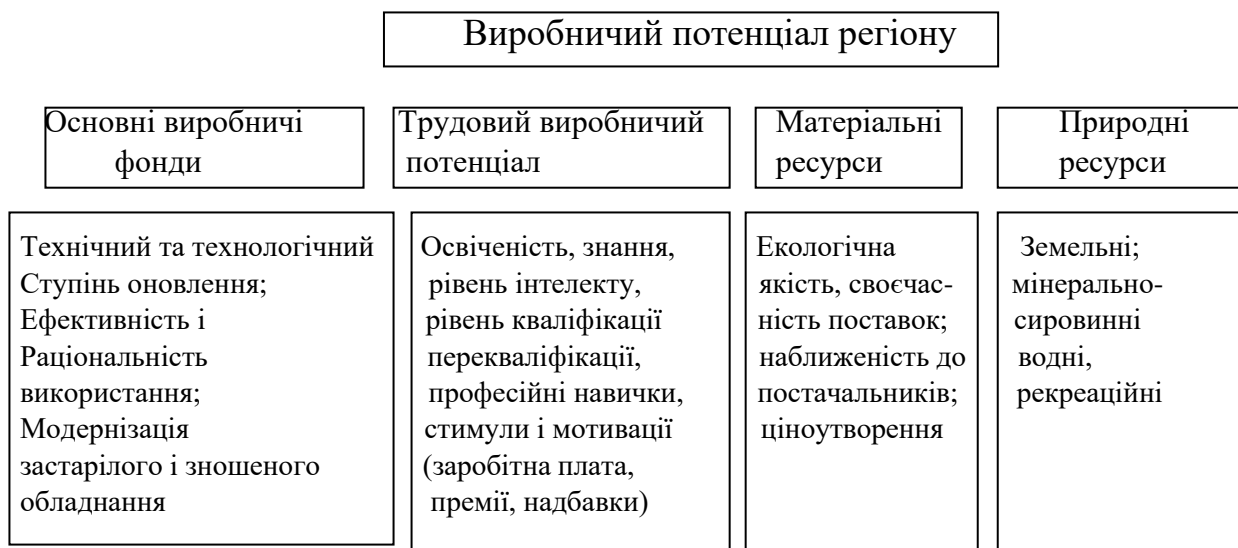 Виробничий потенціал регіону
Основні виробничі
фонди
Трудовий виробничий
потенціал
Матеріальні
ресурси
Природні
ресурси
Технічний та технологічний
Ступінь оновлення;
Ефективність і
Раціональність
використання;
Модернізація
застарілого і зношеного
обладнання
Освіченість, знання,
рівень інтелекту,
рівень кваліфікації
перекваліфікації,
професійні навички,
стимули і мотивації
(заробітна плата,
премії, надбавки)
Екологічна
якість, своєчас-
ність поставок;
наближеність до
постачальників;
ціноутворення
Земельні;
мінерально-
сировинні
водні,
рекреаційні